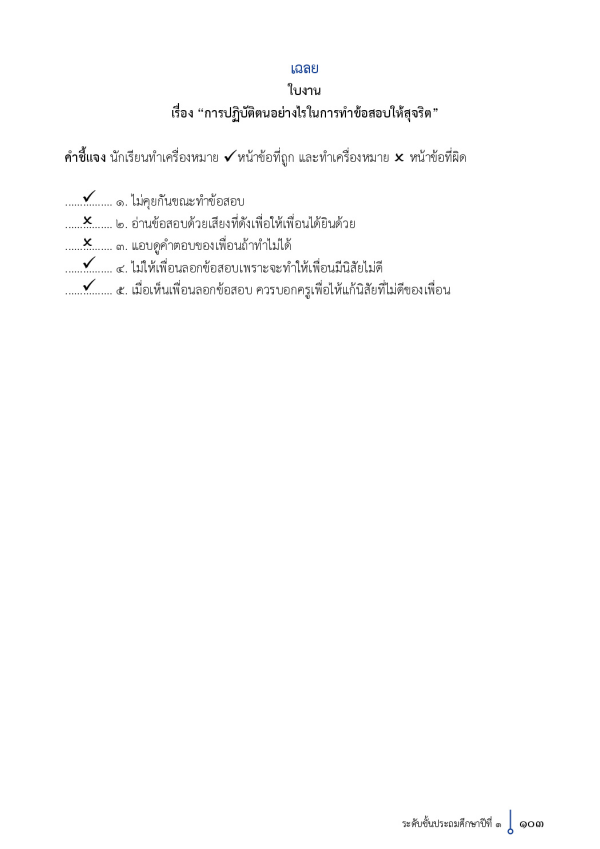 เฉลย
ใบงาน
เรื่อง “การปฏิบัติตนอย่างไรในการทำข้อสอบให้สุจริต”
คำชี้แจง นักเรียนทำเครื่องหมาย ✓ หน้าข้อที่ถูก และทำเครื่องหมาย ✗ หน้าข้อที่ผิด
.......✓......... ๑. ไม่คุยกันขณะทำข้อสอบ
.......✗......... ๒. อ่านข้อสอบด้วยเสียงที่ดังเพื่อให้เพื่อนได้ยินด้วย
.......✗......... ๓. แอบดูคำตอบของเพื่อนถ้าทำไม่ได้
.......✓......... ๔. ไม่ให้เพื่อนลอกข้อสอบเพราะจะทำให้เพื่อนมีนิสัยไม่ดี
.......✓......... ๕. เมื่อเห็นเพื่อนลอกข้อสอบ ควรบอกครูเพื่อให้แก้นิสัยที่ไม่ดีของเพื่อน
ระดับชั้นประถมศึกษาปีที่ ๑ ๑๐๓